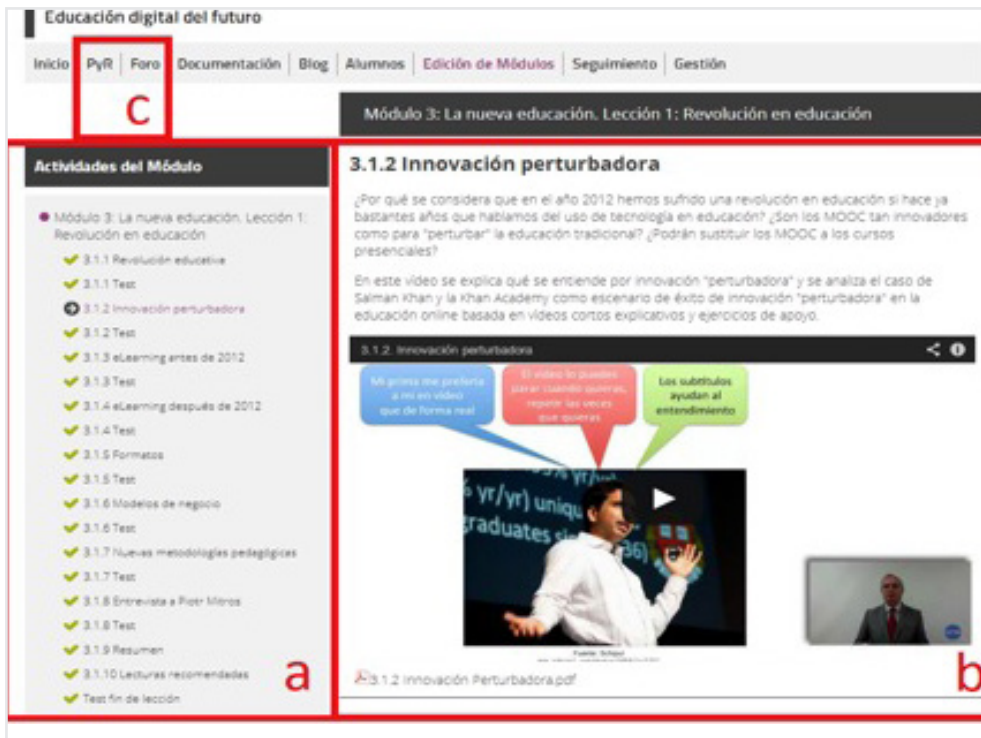 Educación digital del futuro
Inicio PyR Foro Documentación Blog Alumnos Edición de Módulos Seguimiento Gestión
c
Módulo 3: La nueva educación. Lección 1: Revolución en educación
Actividades del Módulo
Módulo 3: La nueva educación. Lección 1:
Revolución en educación
3.1.1 Revolución educativa
3.1.1 Test
3.1.2 Innovación perturbadora
3.1.2 Test
3.1.3 eLearning antes de 2012
3.1.3 Test
3.1.4 eLearning después de 2012
3.1.4 Test
3.1.5 Formatos
3.1.5 Test
3.1.6 Modelos de negocio
3.1.6 Test
3.1.7 Nuevas metodologías pedagógicas
3.1.7 Test
3.1.8 Entrevista a Piotr Mitros
3.1.8 Test
3.1.9 Resumen
3.1.10 Lecturas recomendadas
Test fin de lección
a
3.1.2 Innovación perturbadora
¿Por qué se considera que en el año 2012 hemos sufrido una revolución en educación si hace ya
bastantes años que hablamos del uso de tecnología en educación? ¿Son los MOOC tan innovadores
como para "perturbar" la educación tradicional? ¿Podrán sustituir los MOOC a los cursos
presenciales?
En este vídeo se explica qué se entiende por innovación "perturbadora" y se analiza el caso de
Salman Khan y la Khan Academy como escenario de éxito de innovación "perturbadora" en la
educación online basada en vídeos cortos explicativos y ejercicios de apoyo.
3.1.2. Innovación perturbadora
Mi prima me prefería
a mi en vídeo
que de forma real
El vídeo lo puedes
parar cuando quieras,
repetir las veces
que quieras
Los subtítulos
ayudan al
entendimiento
% yr/yr) uniqu
graduates si 36)
3.1.2 Innovación Perturbadora.pdf
b